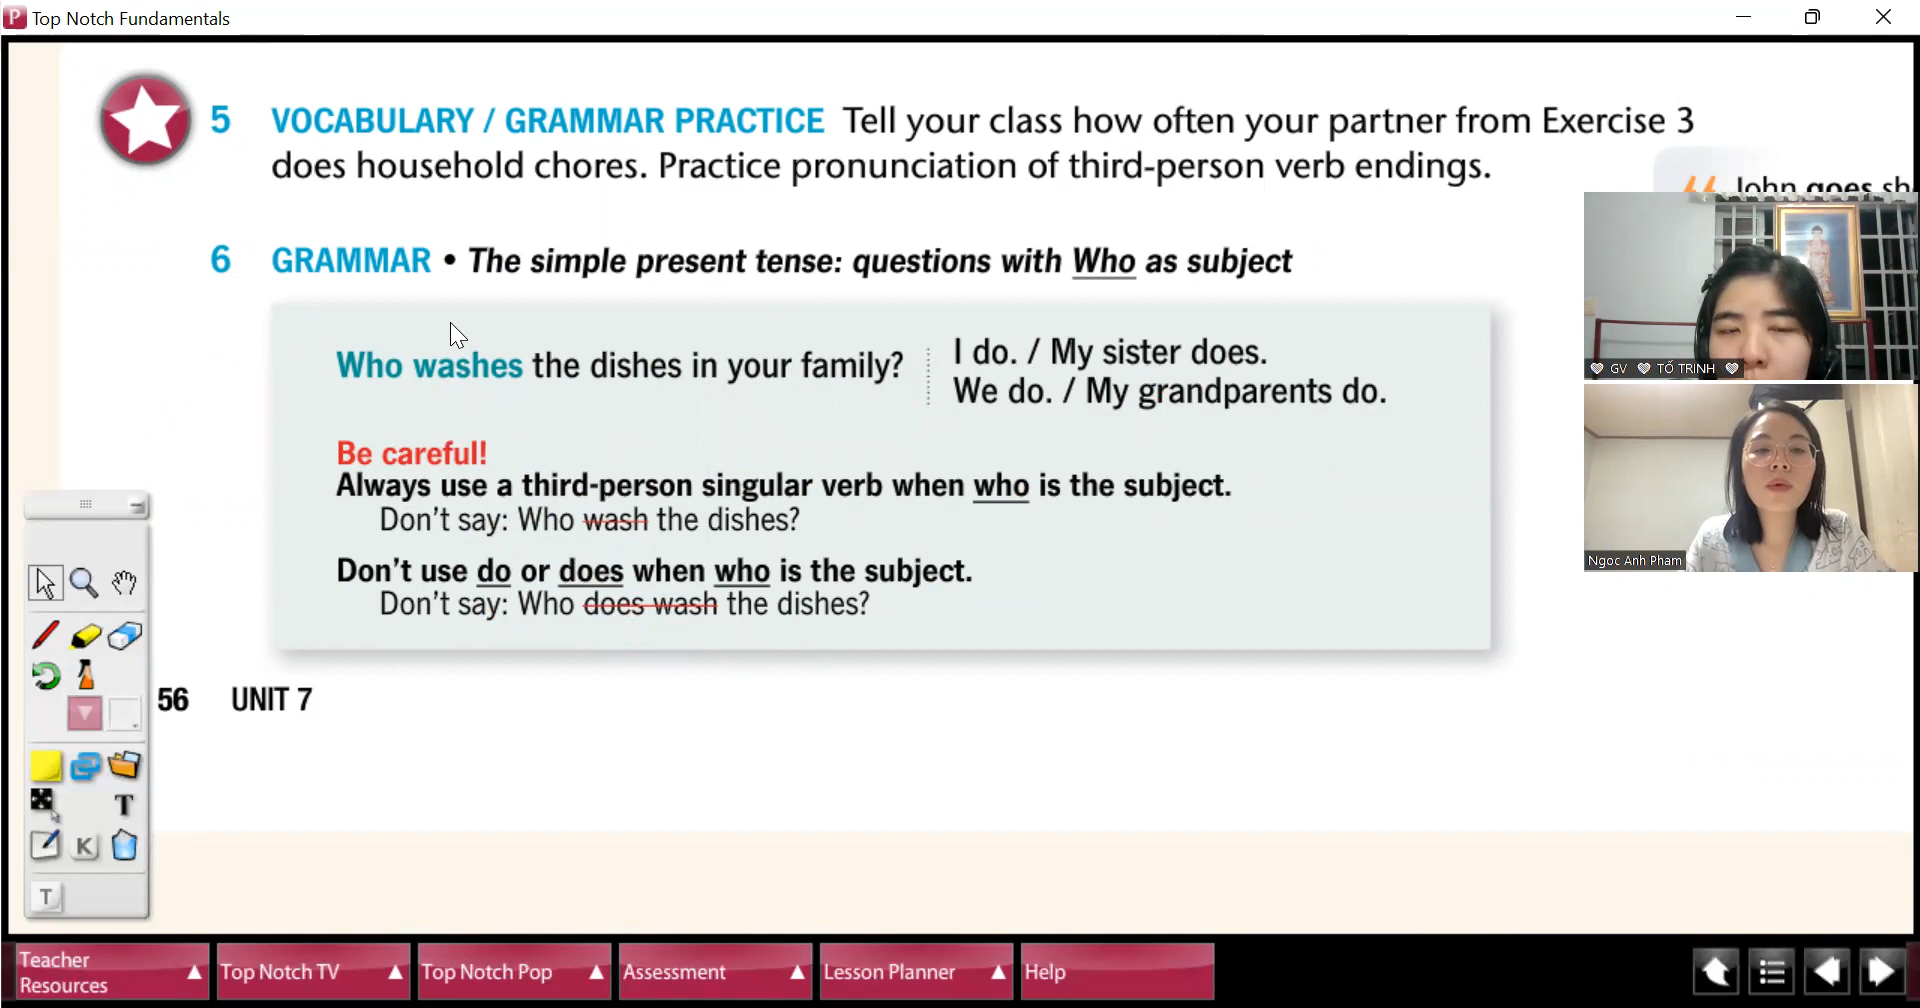 Top Notch Fundamentals
5 VOCABULARY / GRAMMAR PRACTICE Tell your class how often your partner from Exercise 3
does household chores. Practice pronunciation of third-person verb endings.
John goes sh
6 GRAMMAR • The simple present tense: questions with Who as subject
Who washes the dishes in your family?
I do. / My sister does.
We do. / My grandparents do.
Be careful!
Always use a third-person singular verb when who is the subject.
Don't say: Who wash the dishes?
Don't use do or does when who is the subject.
Don't say: Who does wash the dishes?
56 UNIT 7
GV TỐ TRINH
Ngoc Anh Pham
T
K
T
Teacher
Resources
Top Notch TV
Top Notch Pop
Assessment
Lesson Planner
Help